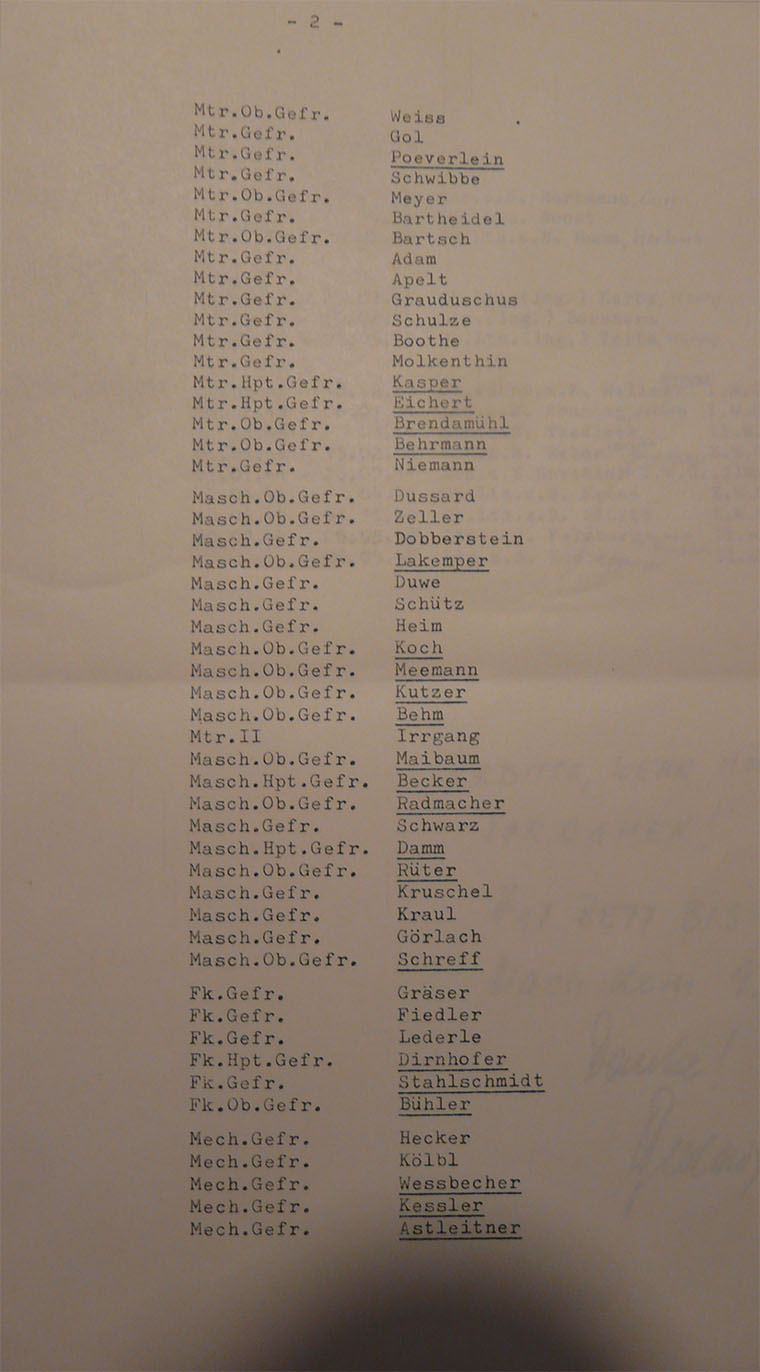 - 2 -
Mtr.Ob.Gefr. Weiss
Mtr.Gefr. Gol
Mtr.Gefr. Poeverlein
Mtr.Gefr. Schwibbe
Mtr.Ob.Gefr. Meyer
Mtr.Gefr. Bartheidel
Mtr.Ob.Gefr. Bartsch
Mtr.Gefr. Adam
Mtr.Gefr. Apelt
Mtr.Gefr. Grauduschus
Mtr.Gefr. Schulze
Mtr.Gefr. Boothe
Mtr.Gefr. Molkenthin
Mtr.Hpt.Gefr. Kasper
Mtr.Hpt.Gefr. Eichert
Mtr.Ob.Gefr. Brendamühl
Mtr.Ob.Gefr. Behrmann
Mtr.Gefr. Niemann
Masch.Ob.Gefr. Dussard
Masch.Ob.Gefr. Zeller
Masch.Gefr. Dobberstein
Masch.Ob.Gefr. Lakemper
Masch.Gefr. Duwe
Masch.Gefr. Schütz
Masch.Gefr. Heim
Masch.Ob.Gefr. Koch
Masch.Ob.Gefr. Meemann
Masch.Ob.Gefr. Kutzer
Masch.Ob.Gefr. Behm
Mtr.II Irrgang
Masch.Ob.Gefr. Maibaum
Masch.Hpt.Gefr. Becker
Masch.Ob.Gefr. Radmacher
Masch.Gefr. Schwarz
Masch.Hpt.Gefr. Damm
Masch.Ob.Gefr. Rüter
Masch.Gefr. Kruschel
Masch.Gefr. Kraul
Masch.Gefr. Görlach
Masch.Ob.Gefr. Schreff
Fk.Gefr. Gräser
Fk.Gefr. Fiedler
Fk.Gefr. Lederle
Fk.Hpt.Gefr. Dirnhofer
Fk.Gefr. Stahlschmidt
Fk.Ob.Gefr. Bühler
Mech.Gefr. Hecker
Mech.Gefr. Kölbl
Mech.Gefr. Wessbecher
Mech.Gefr. Kessler
Mech.Gefr. Astleitner